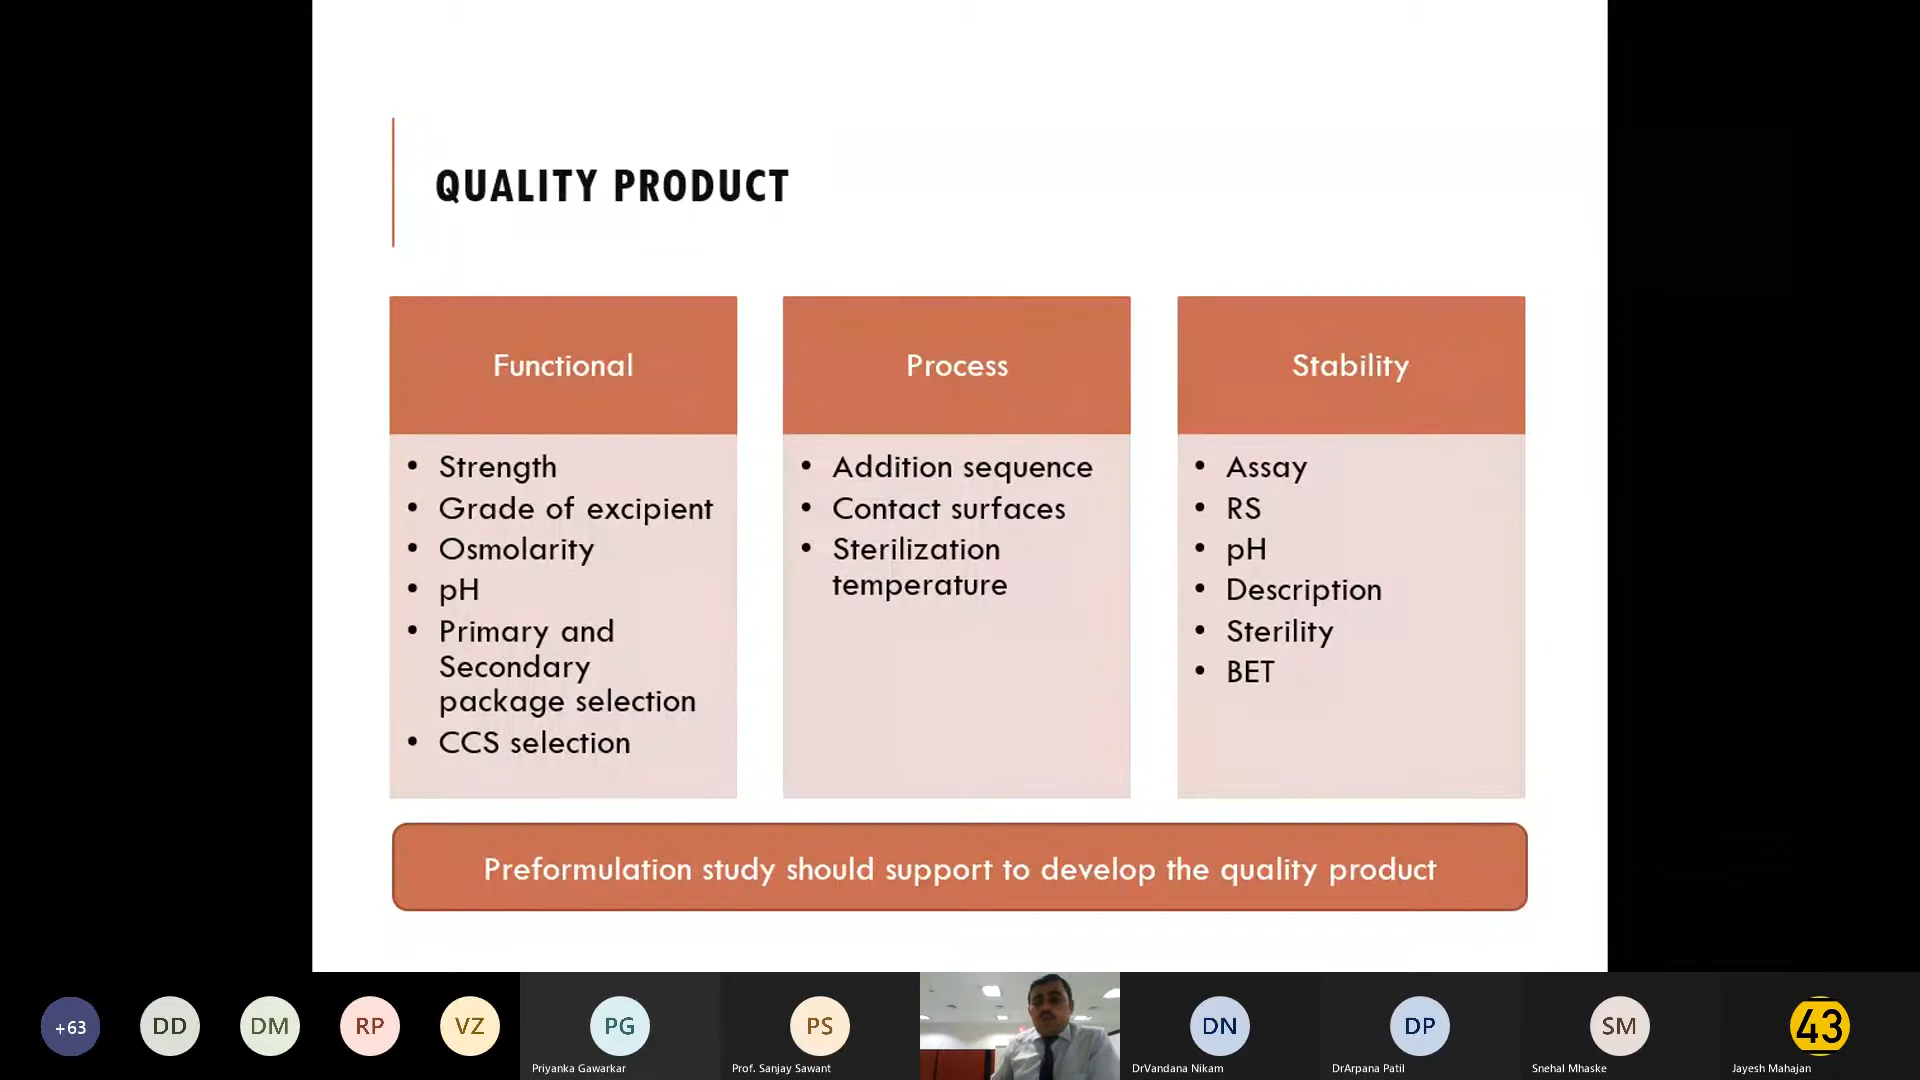 QUALITY PRODUCT
Functional
• Strength
• Grade of excipient
• Osmolarity
• pH
• Primary and
Secondary
package selection
• CCS selection
Process
• Addition sequence
• Contact surfaces
• Sterilization
temperature
Stability
• Assay
• RS
• pH
• Description
• Sterility
• BET
Preformulation study should support to develop the quality product
+63
DD
DM
RP
VZ
PG
Priyanka Gawarkar
PS
Prof. Sanjay Sawant
DN
DrVandana Nikam
DP
DrArpana Patil
SM
Snehal Mhaske
43
Jayesh Mahajan